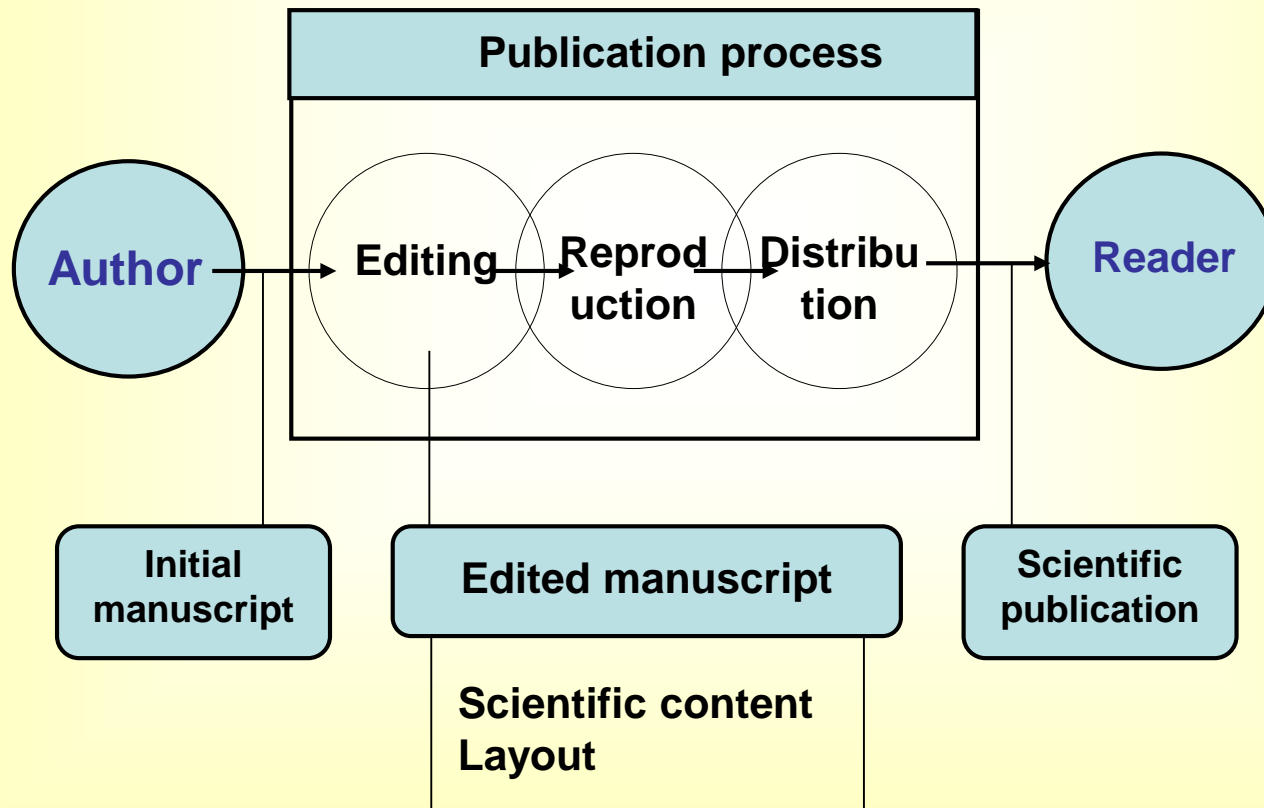 Publication process
Author
Editing
Reprod
uction
Distribu
tion
Reader
Initial
manuscript
Edited manuscript
Scientific
publication
Scientific content
Layout